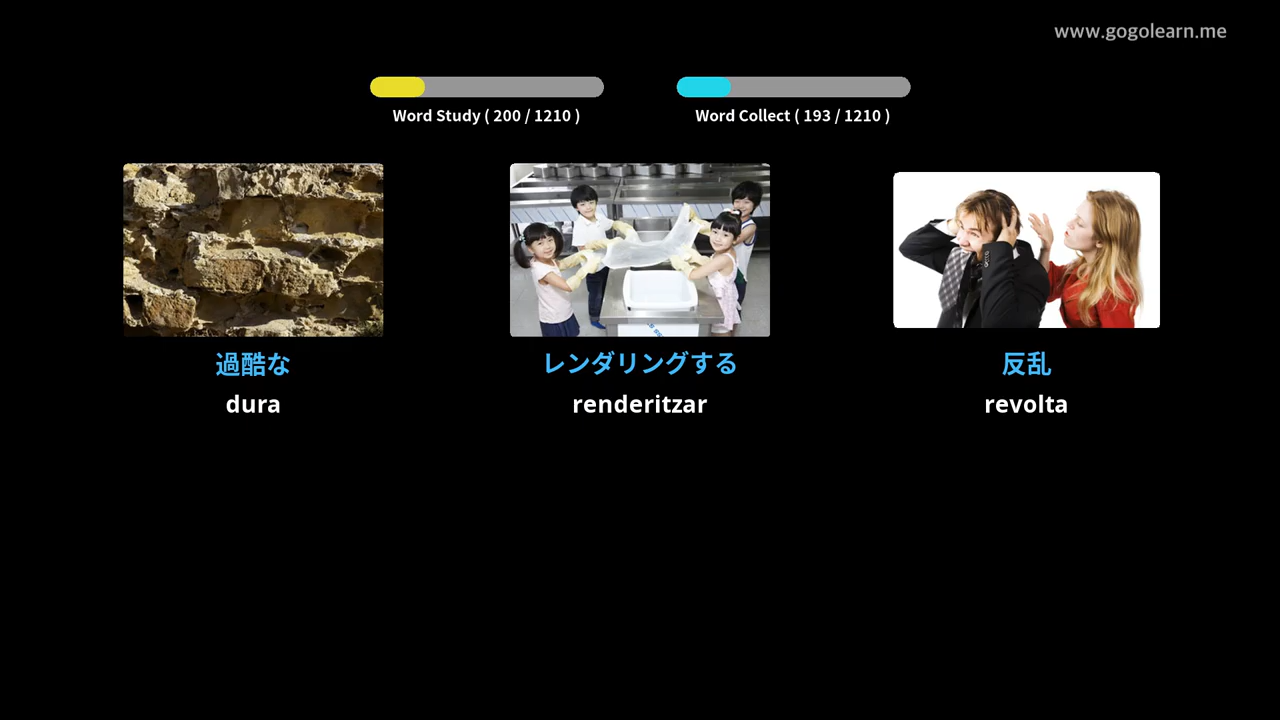 www.gogolearn.me
Word Study ( 200 / 1210 )
Word Collect ( 193 / 1210 )
過酷な
dura
レンダリングする
renderitzar
反乱
revolta